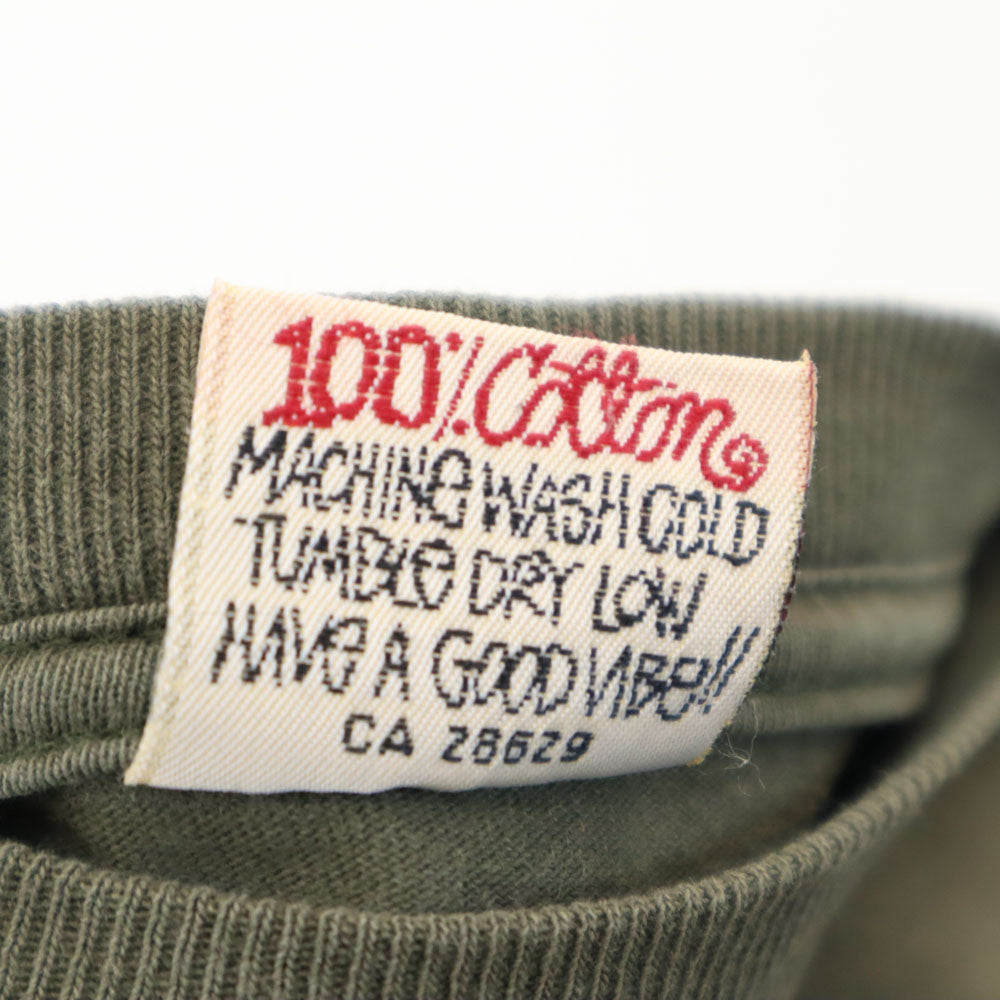 100% Cotton
MACHINe WASH COLD
TUMBLe DRY LOW
HAVe A GOOD VIBe!!
CA 28629